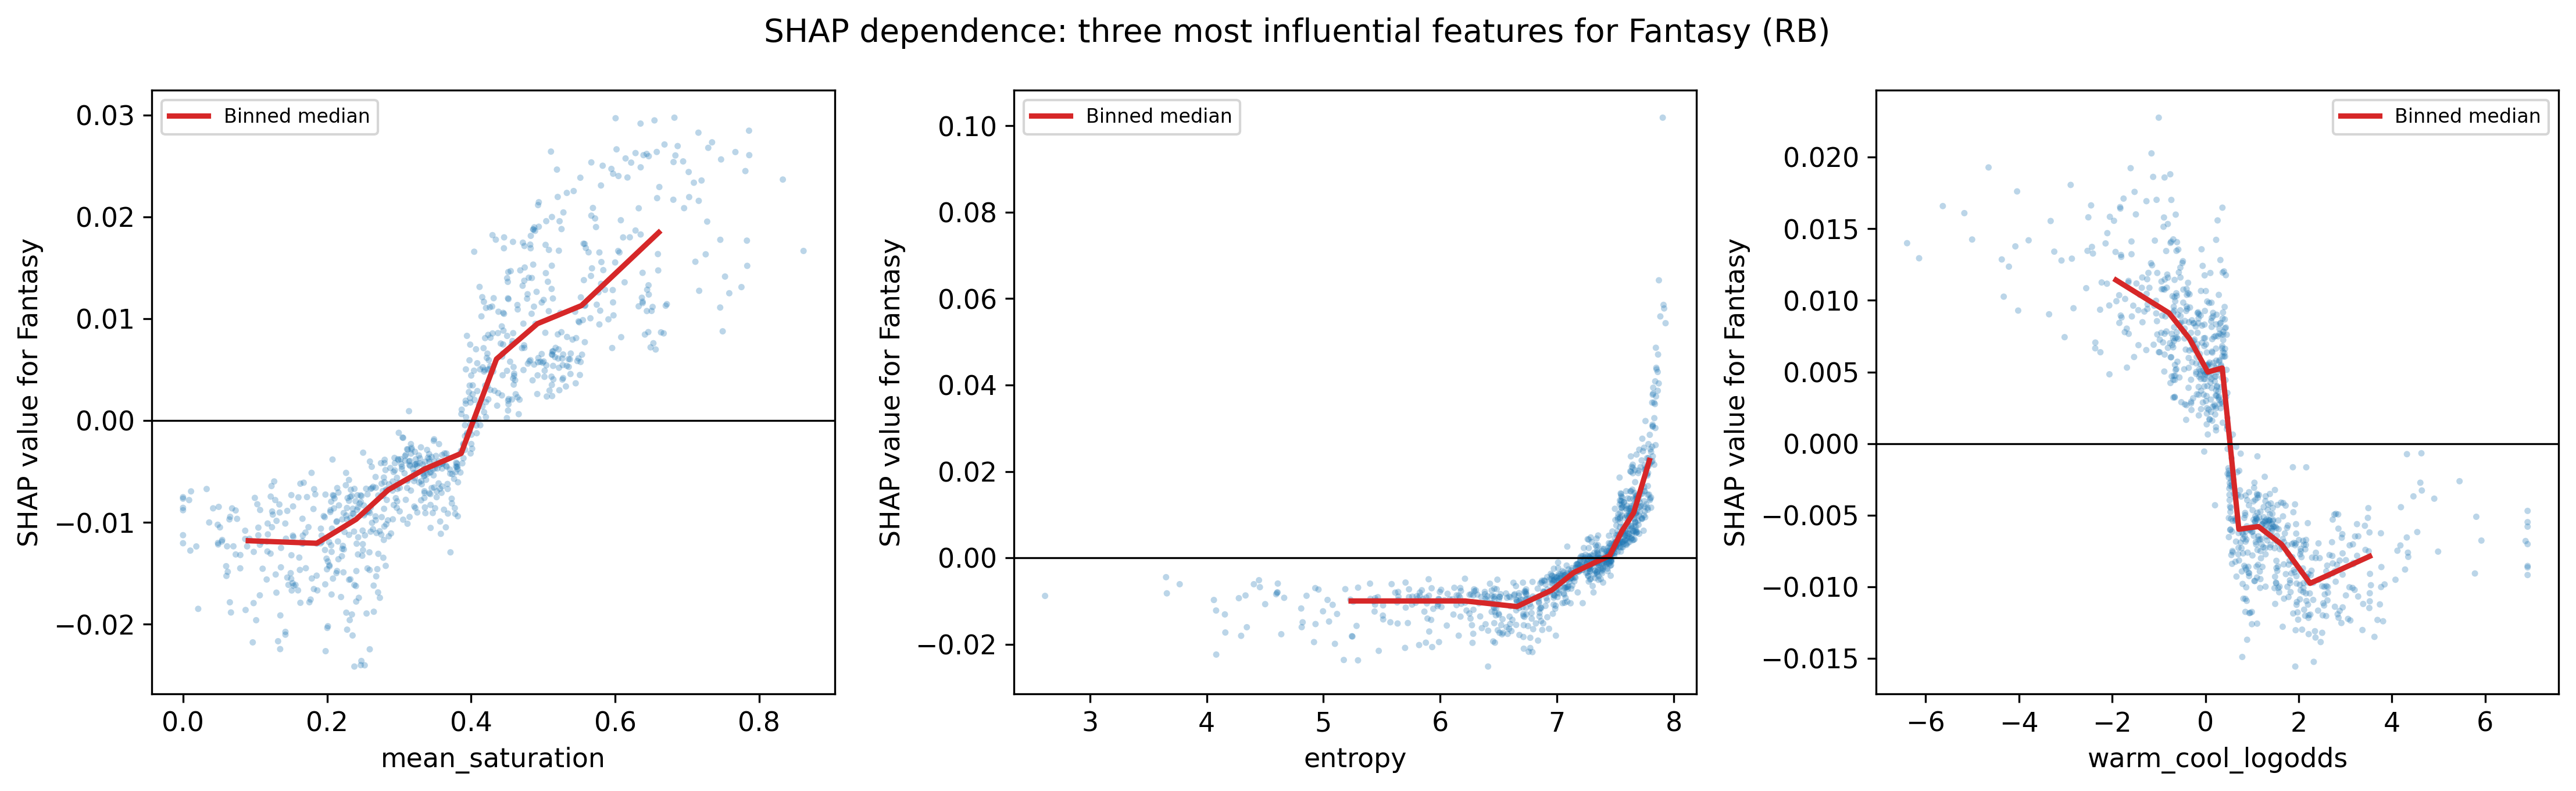 SHAP dependence: three most influential features for Fantasy (RB)
SHAP value for Fantasy
0.03
0.02
0.01
0.00
−0.01
−0.02
Binned median
0.0 0.2 0.4 0.6 0.8
mean_saturation
SHAP value for Fantasy
0.10
0.08
0.06
0.04
0.02
0.00
−0.02
Binned median
3 4 5 6 7 8
entropy
SHAP value for Fantasy
0.020
0.015
0.010
0.005
0.000
−0.005
−0.010
−0.015
Binned median
−6 −4 −2 0 2 4 6
warm_cool_logodds